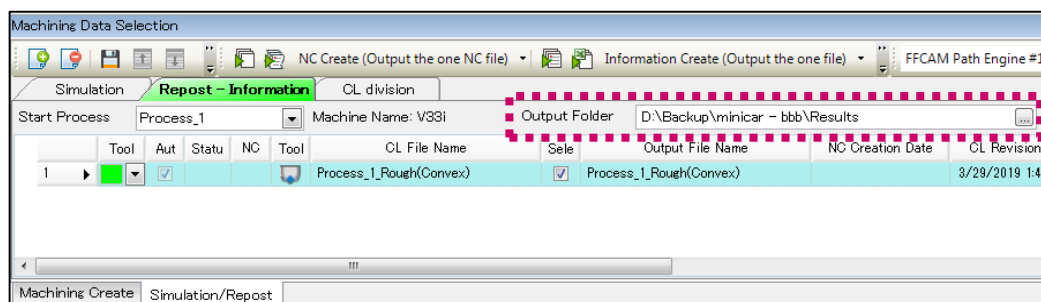 Machining Data Selection
NC Create (Output the one NC file) Information Create (Output the one file) FFCAM Path Engine #1
Simulation Repost – Information CL division
Start Process Process_1 Machine Name: V33i Output Folder D:\Backup\minicar – bbb\Results ...
Tool Aut Statu NC Tool CL File Name Sele Output File Name NC Creation Date CL Revision
1 Process_1_Rough(Convex) Process_1_Rough(Convex) 3/29/2019 1:4
Machining Create Simulation/Repost